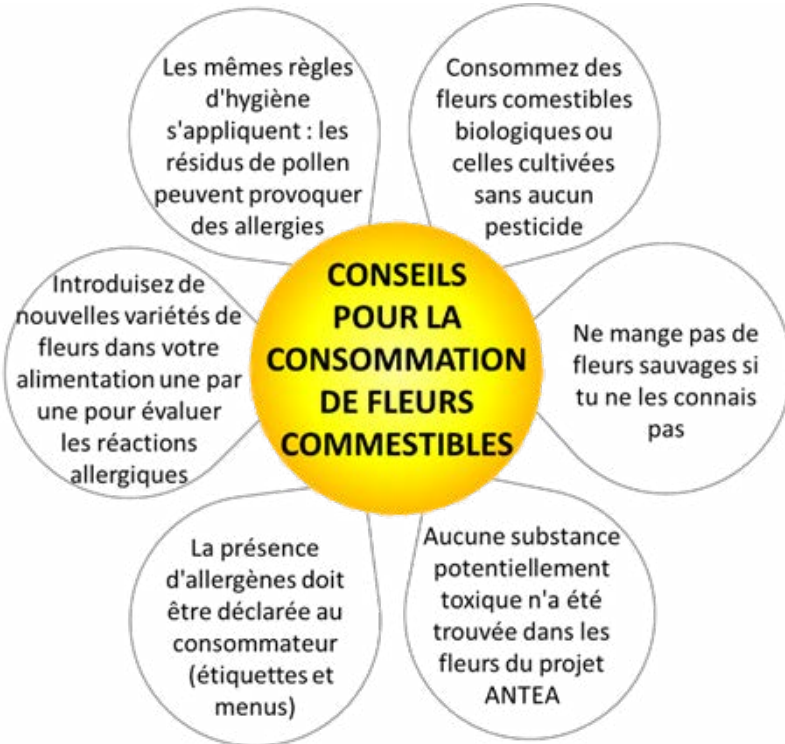 Les mêmes règles
d'hygiène
s'appliquent : les
résidus de pollen
peuvent provoquer
des allergies
Consommez des
fleurs comestibles
biologiques ou
celles cultivées
sans aucun
pesticide
Introduisez de
nouvelles variétés de
fleurs dans votre
alimentation une par
une pour évaluer
les réactions
allergiques
CONSEILS
POUR LA
CONSOMMATION
DE FLEURS
COMMESTIBLES
Ne mange pas de
fleurs sauvages si
tu ne les connais
pas
La présence
d'allergènes doit
être déclarée au
consommateur
(étiquettes et
menus)
Aucune substance
potentiellement
toxique n'a été
trouvée dans les
fleurs du projet
ANTEA